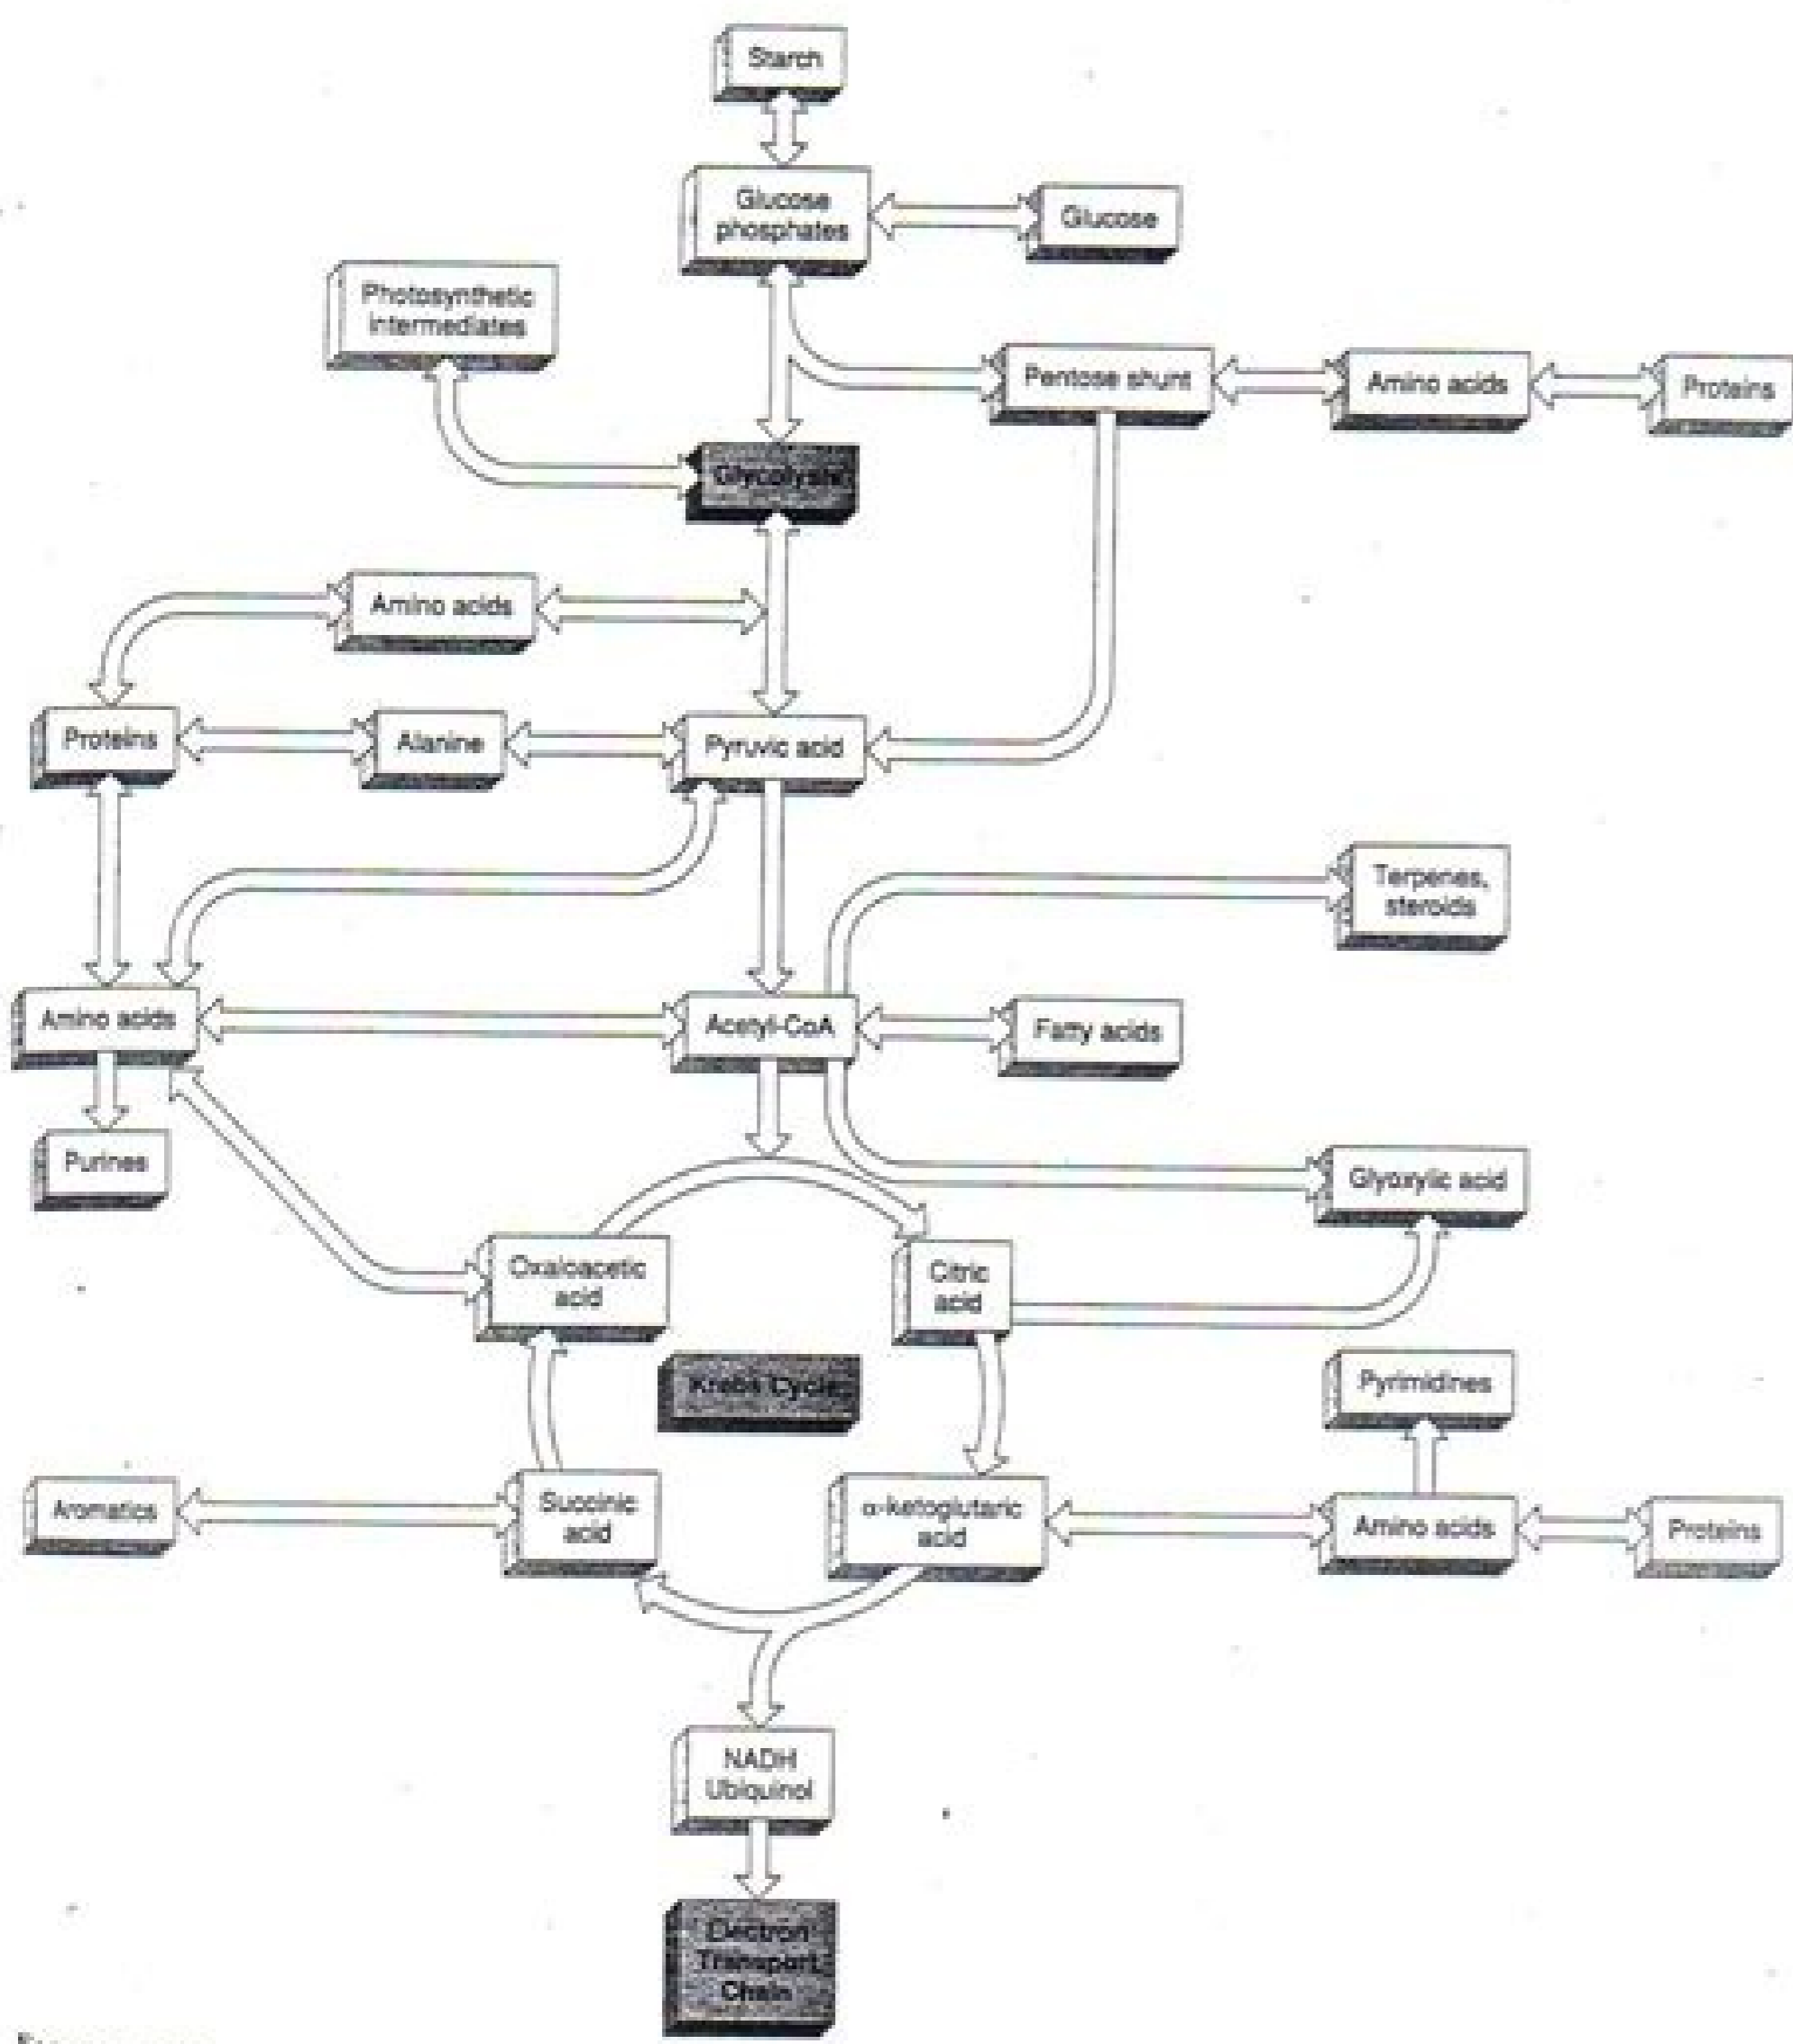 Starch
Glucose
phosphates
Glucose
Photosynthetic
intermediates
Pentose shunt
Amino acids
Proteins
Glycolysis
Amino acids
Proteins
Alanine
Pyruvic acid
Terpenes,
steroids
Amino acids
Acetyl-CoA
Fatty acids
Purines
Glyoxylic acid
Oxaloacetic
acid
Citric
acid
Krebs Cycle
Pyrimidines
Aromatics
Succinic
acid
α-ketoglutaric
acid
Amino acids
Proteins
NADH
Ubiquinol
Electron
Transport
Chain